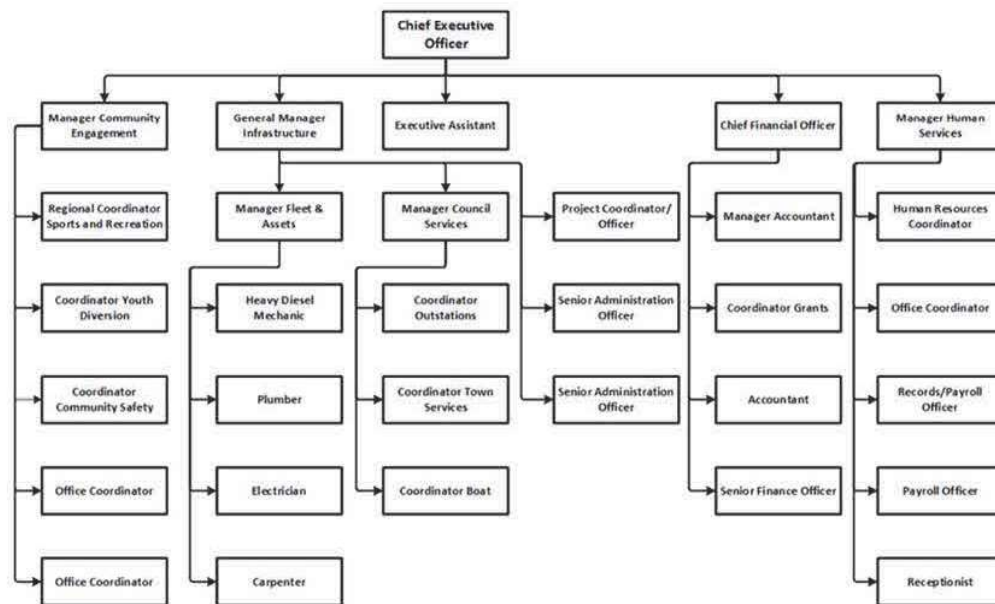 Chief Executive
Officer
Manager Community
Engagement
General Manager
Infrastructure
Executive Assistant
Chief Financial Officer
Manager Human
Services
Regional Coordinator
Sports and Recreation
Manager Fleet &
Assets
Manager Council
Services
Project Coordinator/
Officer
Manager Accountant
Human Resources
Coordinator
Coordinator Youth
Diversion
Heavy Diesel
Mechanic
Coordinator
Outstations
Senior Administration
Officer
Coordinator Grants
Office Coordinator
Coordinator
Community Safety
Plumber
Coordinator Town
Services
Senior Administration
Officer
Accountant
Records/Payroll
Officer
Office Coordinator
Electrician
Coordinator Boat
Senior Finance Officer
Payroll Officer
Office Coordinator
Carpenter
Receptionist